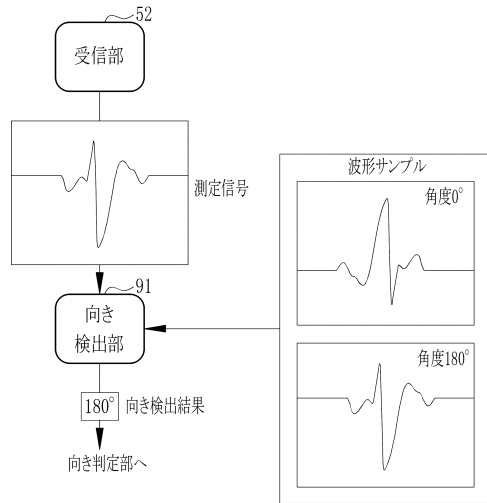 52
受信部
測定信号
波形サンプル
角度0°
91
向き
検出部
角度180°
180°
向き検出結果
向き判定部へ